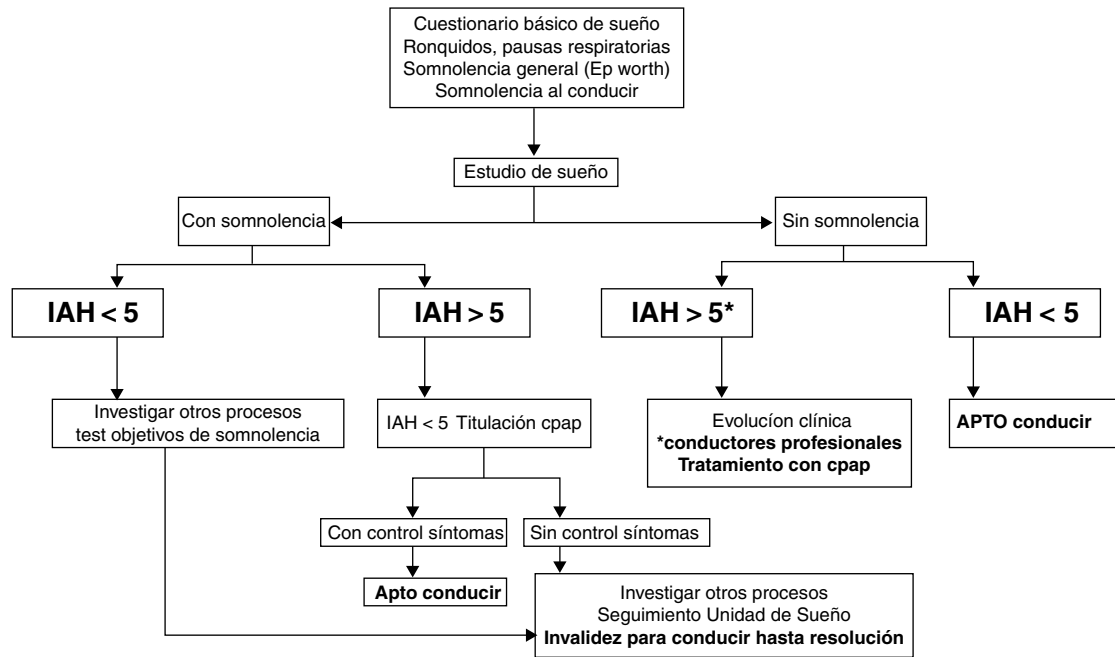 Cuestionario básico de sueño
Ronquidos, pausas respiratorias
Somnolencia general (Ep worth)
Somnolencia al conducir
Estudio de sueño
Con somnolencia
Sin somnolencia
IAH < 5
IAH > 5
IAH > 5*
IAH < 5
Investigar otros procesos
test objetivos de somnolencia
IAH < 5 Titulación cpap
Evolucíon clínica
*conductores profesionales
Tratamiento con cpap
APTO conducir
Con control síntomas
Sin control síntomas
Apto conducir
Investigar otros procesos
Seguimiento Unidad de Sueño
Invalidez para conducir hasta resolución